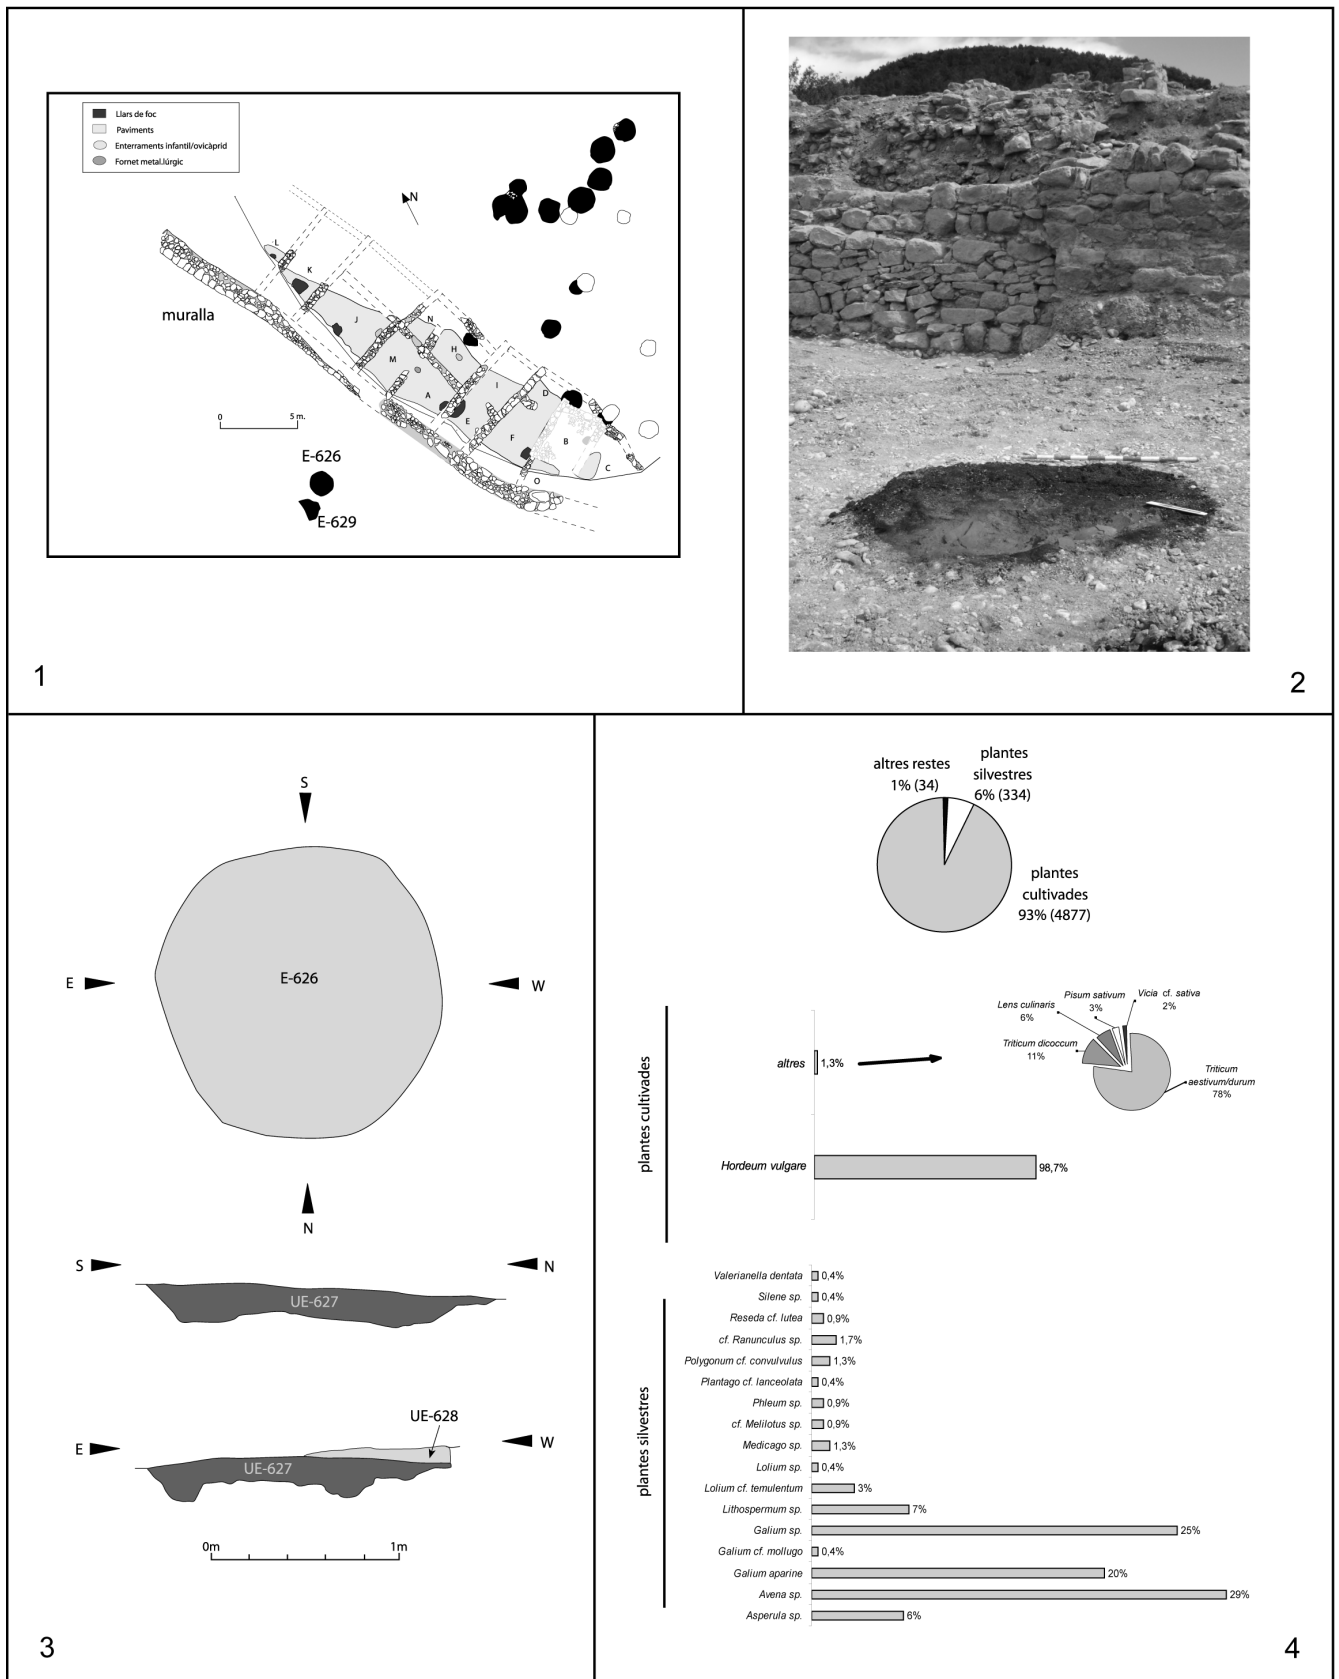 Llars de foc
Paviments
Enterraments infantil/ovicàprid
Fornet metal.lúrgic
N
L
K
muralla
J
N
M
H
I
A
D
E
F
B
C
O
0 5 m.
E-626
E-629
1
2
S
E
E-626
W
N
S
N
UE-627
UE-628
E
W
UE-627
0m 1m
3
altres restes
1% (34)
plantes
silvestres
6% (334)
plantes
cultivades
93% (4877)
plantes cultivades
altres
1,3%
Hordeum vulgare
98,7%
Pisum sativum
3%
Vicia cf. sativa
2%
Lens culinaris
6%
Triticum dicoccum
11%
Triticum
aestivum/durum
78%
plantes silvestres
Valerianella dentata 0,4%
Silene sp. 0,4%
Reseda cf. lutea 0,9%
cf. Ranunculus sp. 1,7%
Polygonum cf. convulvulus 1,3%
Plantago cf. lanceolata 0,4%
Phleum sp. 0,9%
cf. Melilotus sp. 0,9%
Medicago sp. 1,3%
Lolium sp. 0,4%
Lolium cf. temulentum 3%
Lithospermum sp. 7%
Galium sp. 25%
Galium cf. mollugo 0,4%
Galium aparine 20%
Avena sp. 29%
Asperula sp. 6%
4